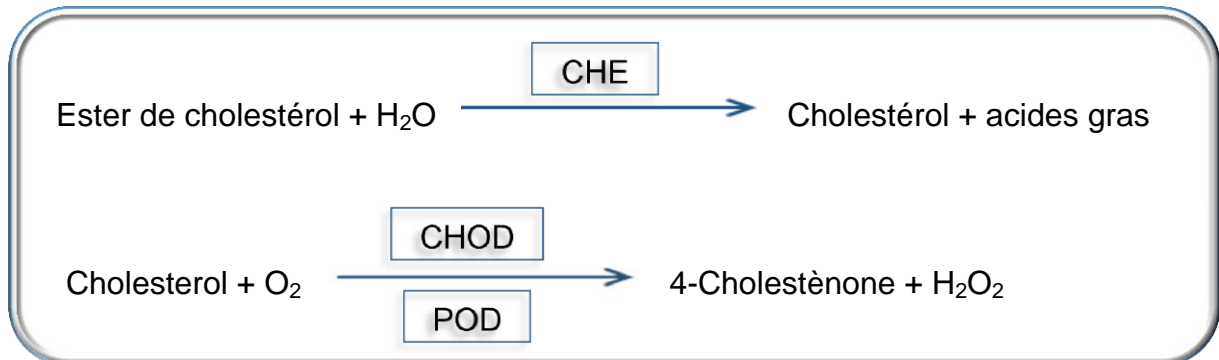 CHE
Ester de cholestérol + H₂O Cholestérol + acides gras
CHOD
Cholesterol + O₂ 4-Cholestènone + H₂O₂
POD